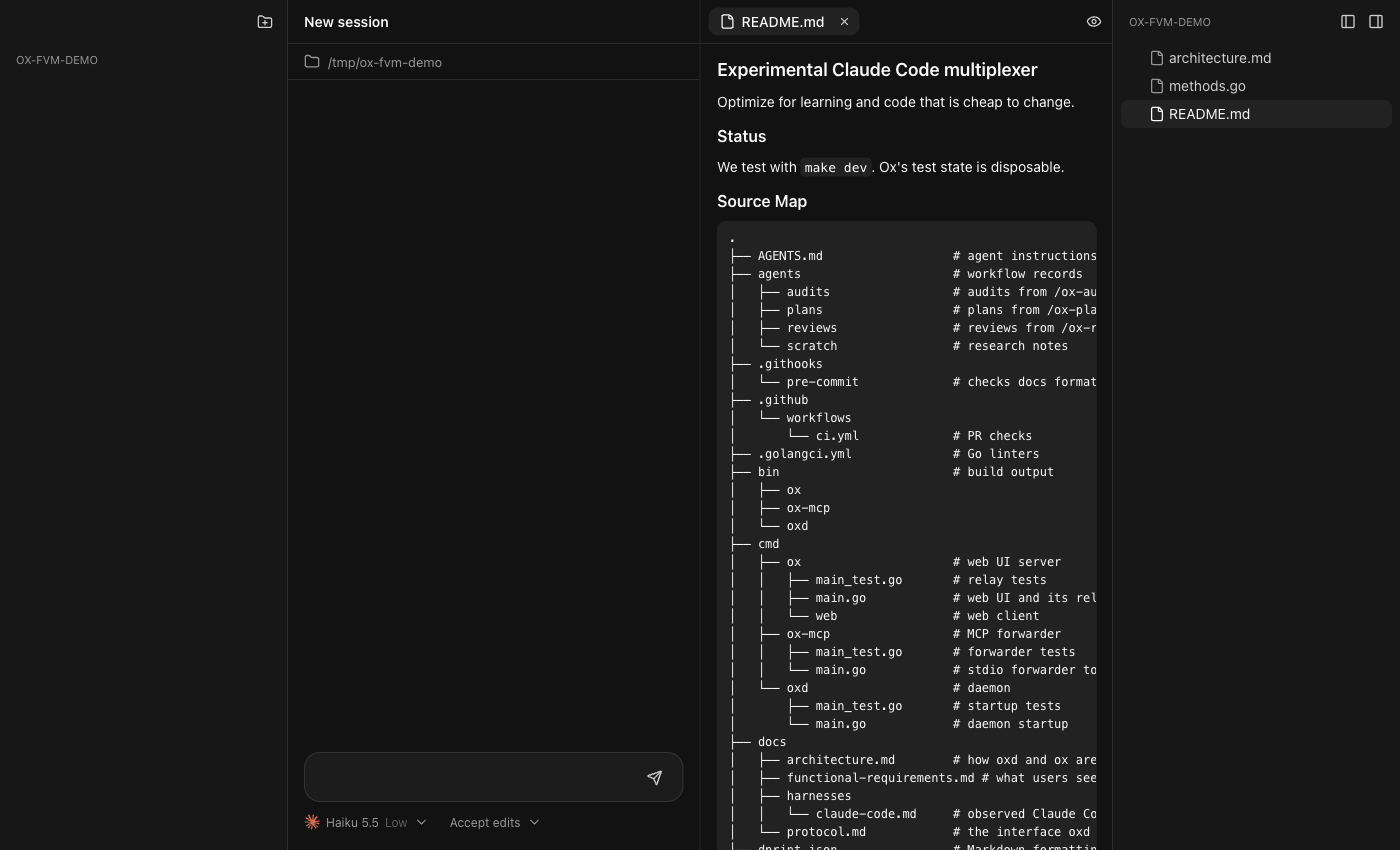 OX-FVM-DEMO
New session
/tmp/ox-fvm-demo
Haiku 5.5 Low
Accept edits
README.md ×
Experimental Claude Code multiplexer
Optimize for learning and code that is cheap to change.
Status
We test with make dev. Ox's test state is disposable.
Source Map
.
├── AGENTS.md                  # agent instructions
├── agents                     # workflow records
│   ├── audits                 # audits from /ox-au
│   ├── plans                  # plans from /ox-pla
│   ├── reviews                # reviews from /ox-r
│   └── scratch                # research notes
├── .githooks
│   └── pre-commit             # checks docs format
├── .github
│   └── workflows
│       └── ci.yml             # PR checks
├── .golangci.yml              # Go linters
├── bin                        # build output
│   ├── ox
│   ├── ox-mcp
│   └── oxd
├── cmd
│   ├── ox                     # web UI server
│   │   ├── main_test.go       # relay tests
│   │   ├── main.go            # web UI and its rel
│   │   └── web                # web client
│   ├── ox-mcp                 # MCP forwarder
│   │   ├── main_test.go       # forwarder tests
│   │   └── main.go            # stdio forwarder to
│   └── oxd                    # daemon
│       ├── main_test.go       # startup tests
│       └── main.go            # daemon startup
├── docs
│   ├── architecture.md        # how oxd and ox are
│   ├── functional-requirements.md # what users see
│   ├── harnesses
│   │   └── claude-code.md     # observed Claude Co
│   └── protocol.md            # the interface oxd
├── dprint.json                # Markdown formattin
OX-FVM-DEMO
architecture.md
methods.go
README.md